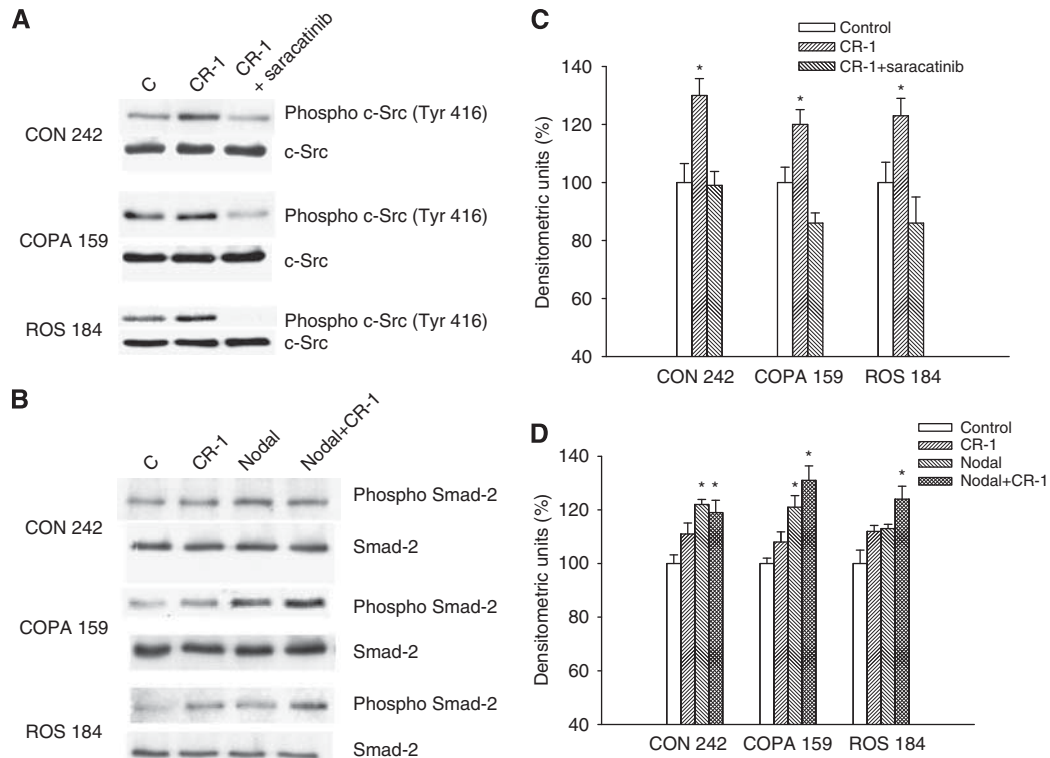 A
C
CR-1
CR-1
+ saracatinib
CON 242
Phospho c-Src (Tyr 416)
c-Src
COPA 159
Phospho c-Src (Tyr 416)
c-Src
ROS 184
Phospho c-Src (Tyr 416)
c-Src
B
C
CR-1
Nodal
Nodal+CR-1
CON 242
Phospho Smad-2
Smad-2
COPA 159
Phospho Smad-2
Smad-2
ROS 184
Phospho Smad-2
Smad-2
C
Control
CR-1
CR-1+saracatinib
Densitometric units (%)
140
120
100
80
60
40
*
*
*
CON 242 COPA 159 ROS 184
D
Control
CR-1
Nodal
Nodal+CR-1
Densitometric units (%)
140
120
100
80
60
40
* *
* *
*
CON 242 COPA 159 ROS 184